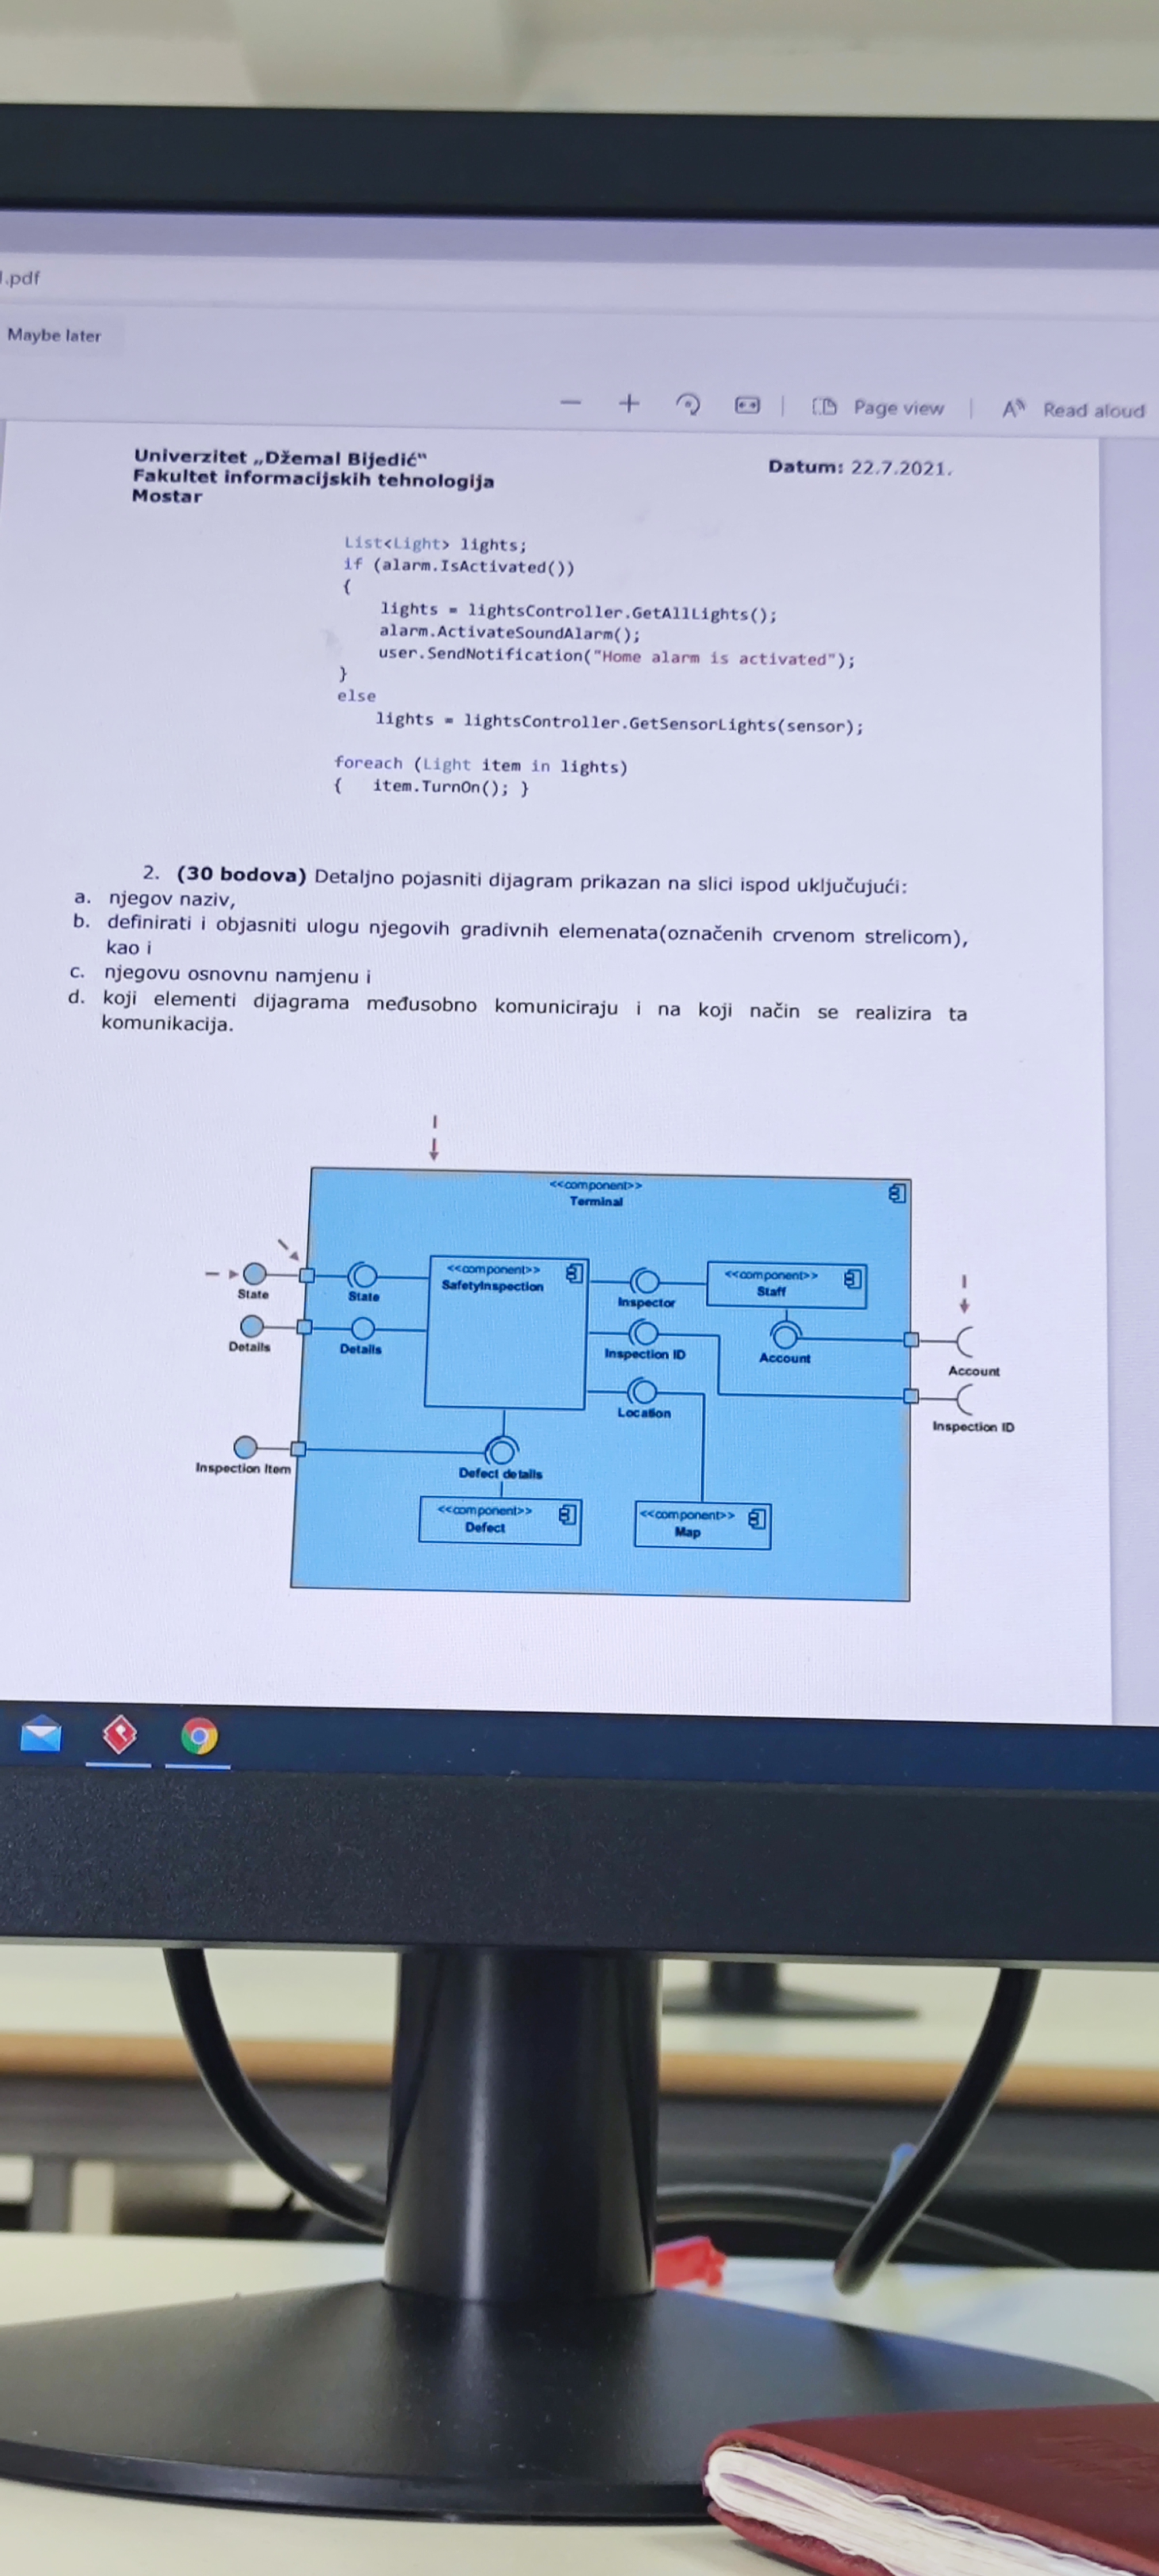 .pdf
Maybe later
Page view
Read aloud
Univerzitet „Džemal Bijedić"
Datum: 22.7.2021.
Fakultet informacijskih tehnologija
Mostar
List<Light> lights;
if (alarm.IsActivated())
{
lights = lightsController.GetAllLights();
alarm.ActivateSoundAlarm();
user.SendNotification("Home alarm is activated");
}
else
lights = lightsController.GetSensorLights(sensor);
foreach (Light item in lights)
{ item.TurnOn(); }
2. (30 bodova) Detaljno pojasniti dijagram prikazan na slici ispod uključujući:
a. njegov naziv,
b. definirati i objasniti ulogu njegovih gradivnih elemenata(označenih crvenom strelicom),
kao i
c. njegovu osnovnu namjenu i
d. koji elementi dijagrama međusobno komuniciraju i na koji način se realizira ta
komunikacija.
<<component>>
Terminal
<<component>>
SafetyInspection
<<component>>
Staff
State
State
Inspector
Details
Details
Inspection ID
Account
Account
Location
Inspection ID
Inspection Item
Defect details
<<component>>
Defect
<<component>>
Map